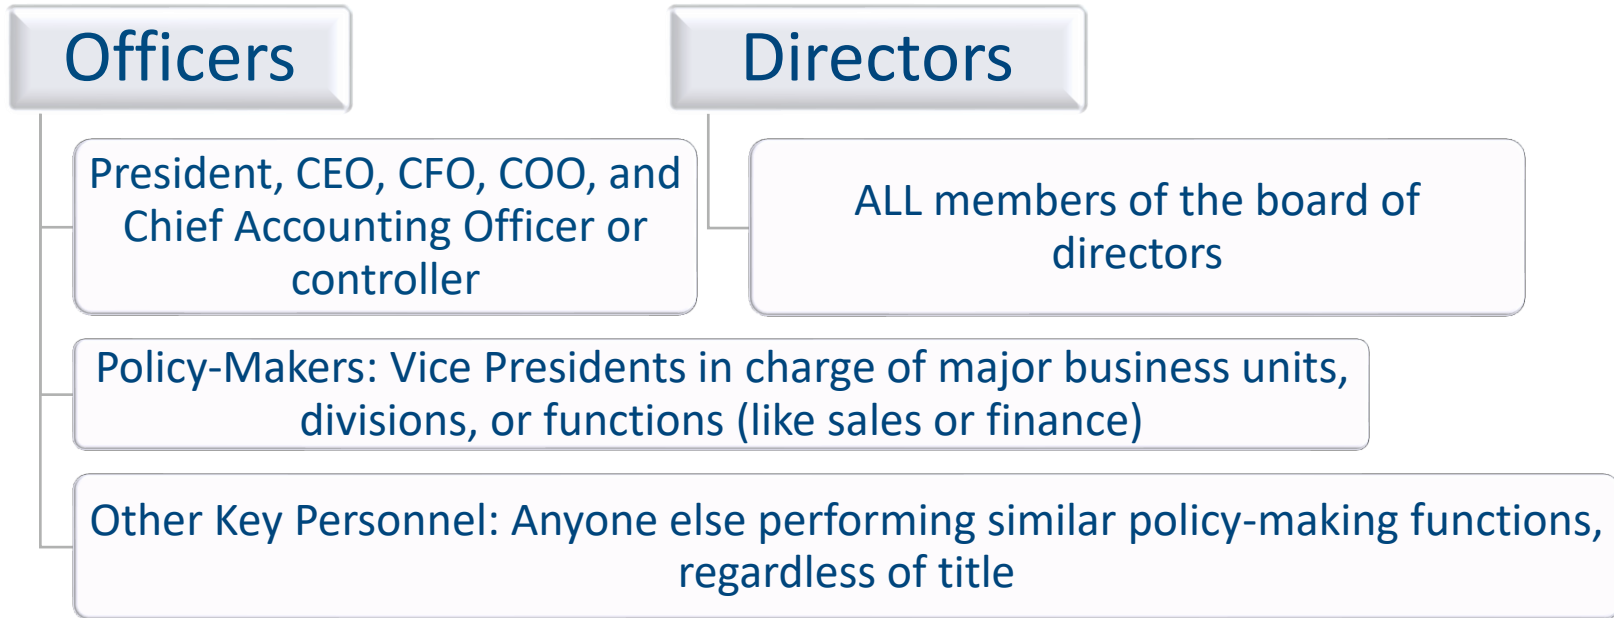 Officers
President, CEO, CFO, COO, and
Chief Accounting Officer or
controller
Directors
ALL members of the board of
directors
Policy-Makers: Vice Presidents in charge of major business units,
divisions, or functions (like sales or finance)
Other Key Personnel: Anyone else performing similar policy-making functions,
regardless of title